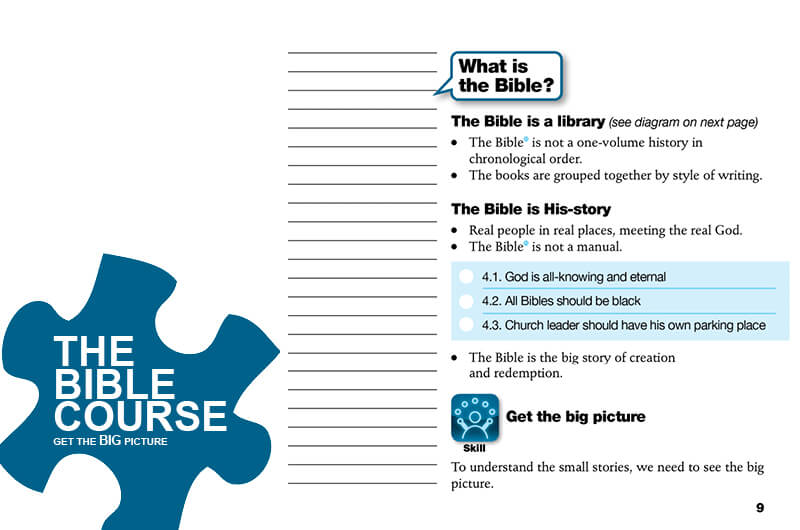 THE
BIBLE
COURSE
GET THE BIG PICTURE
What is
the Bible?
The Bible is a library (see diagram on next page)
• The Bible® is not a one-volume history in
chronological order.
• The books are grouped together by style of writing.
The Bible is His-story
• Real people in real places, meeting the real God.
• The Bible® is not a manual.
4.1. God is all-knowing and eternal
4.2. All Bibles should be black
4.3. Church leader should have his own parking place
• The Bible is the big story of creation
and redemption.
Get the big picture
Skill
To understand the small stories, we need to see the big
picture.
9